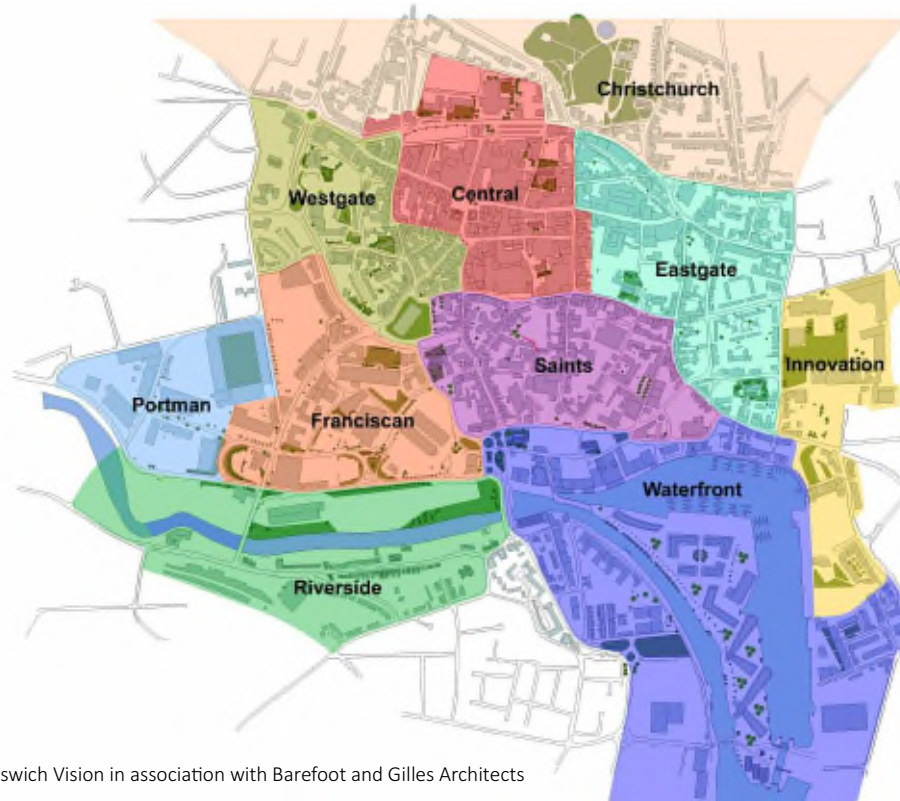 Christchurch
Westgate
Central
Eastgate
Saints
Innovation
Portman
Franciscan
Waterfront
Riverside
swich Vision in association with Barefoot and Gilles Architects